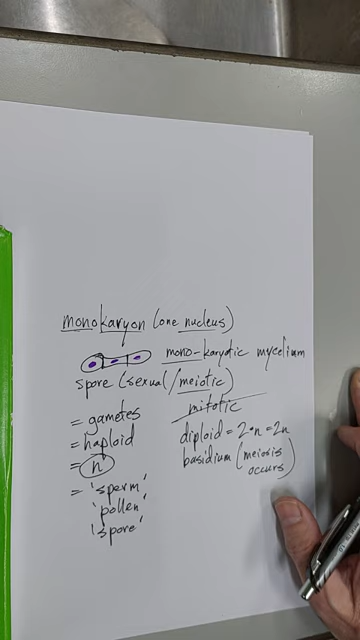 monokaryon (one nucleus)
mono-karyotic mycelium
spore (sexual/meiotic)
mitotic
= gametes
= haploid
= n
= 'sperm'
'pollen'
'spore'
diploid = 2·n = 2n
basidium (meiosis
occurs)